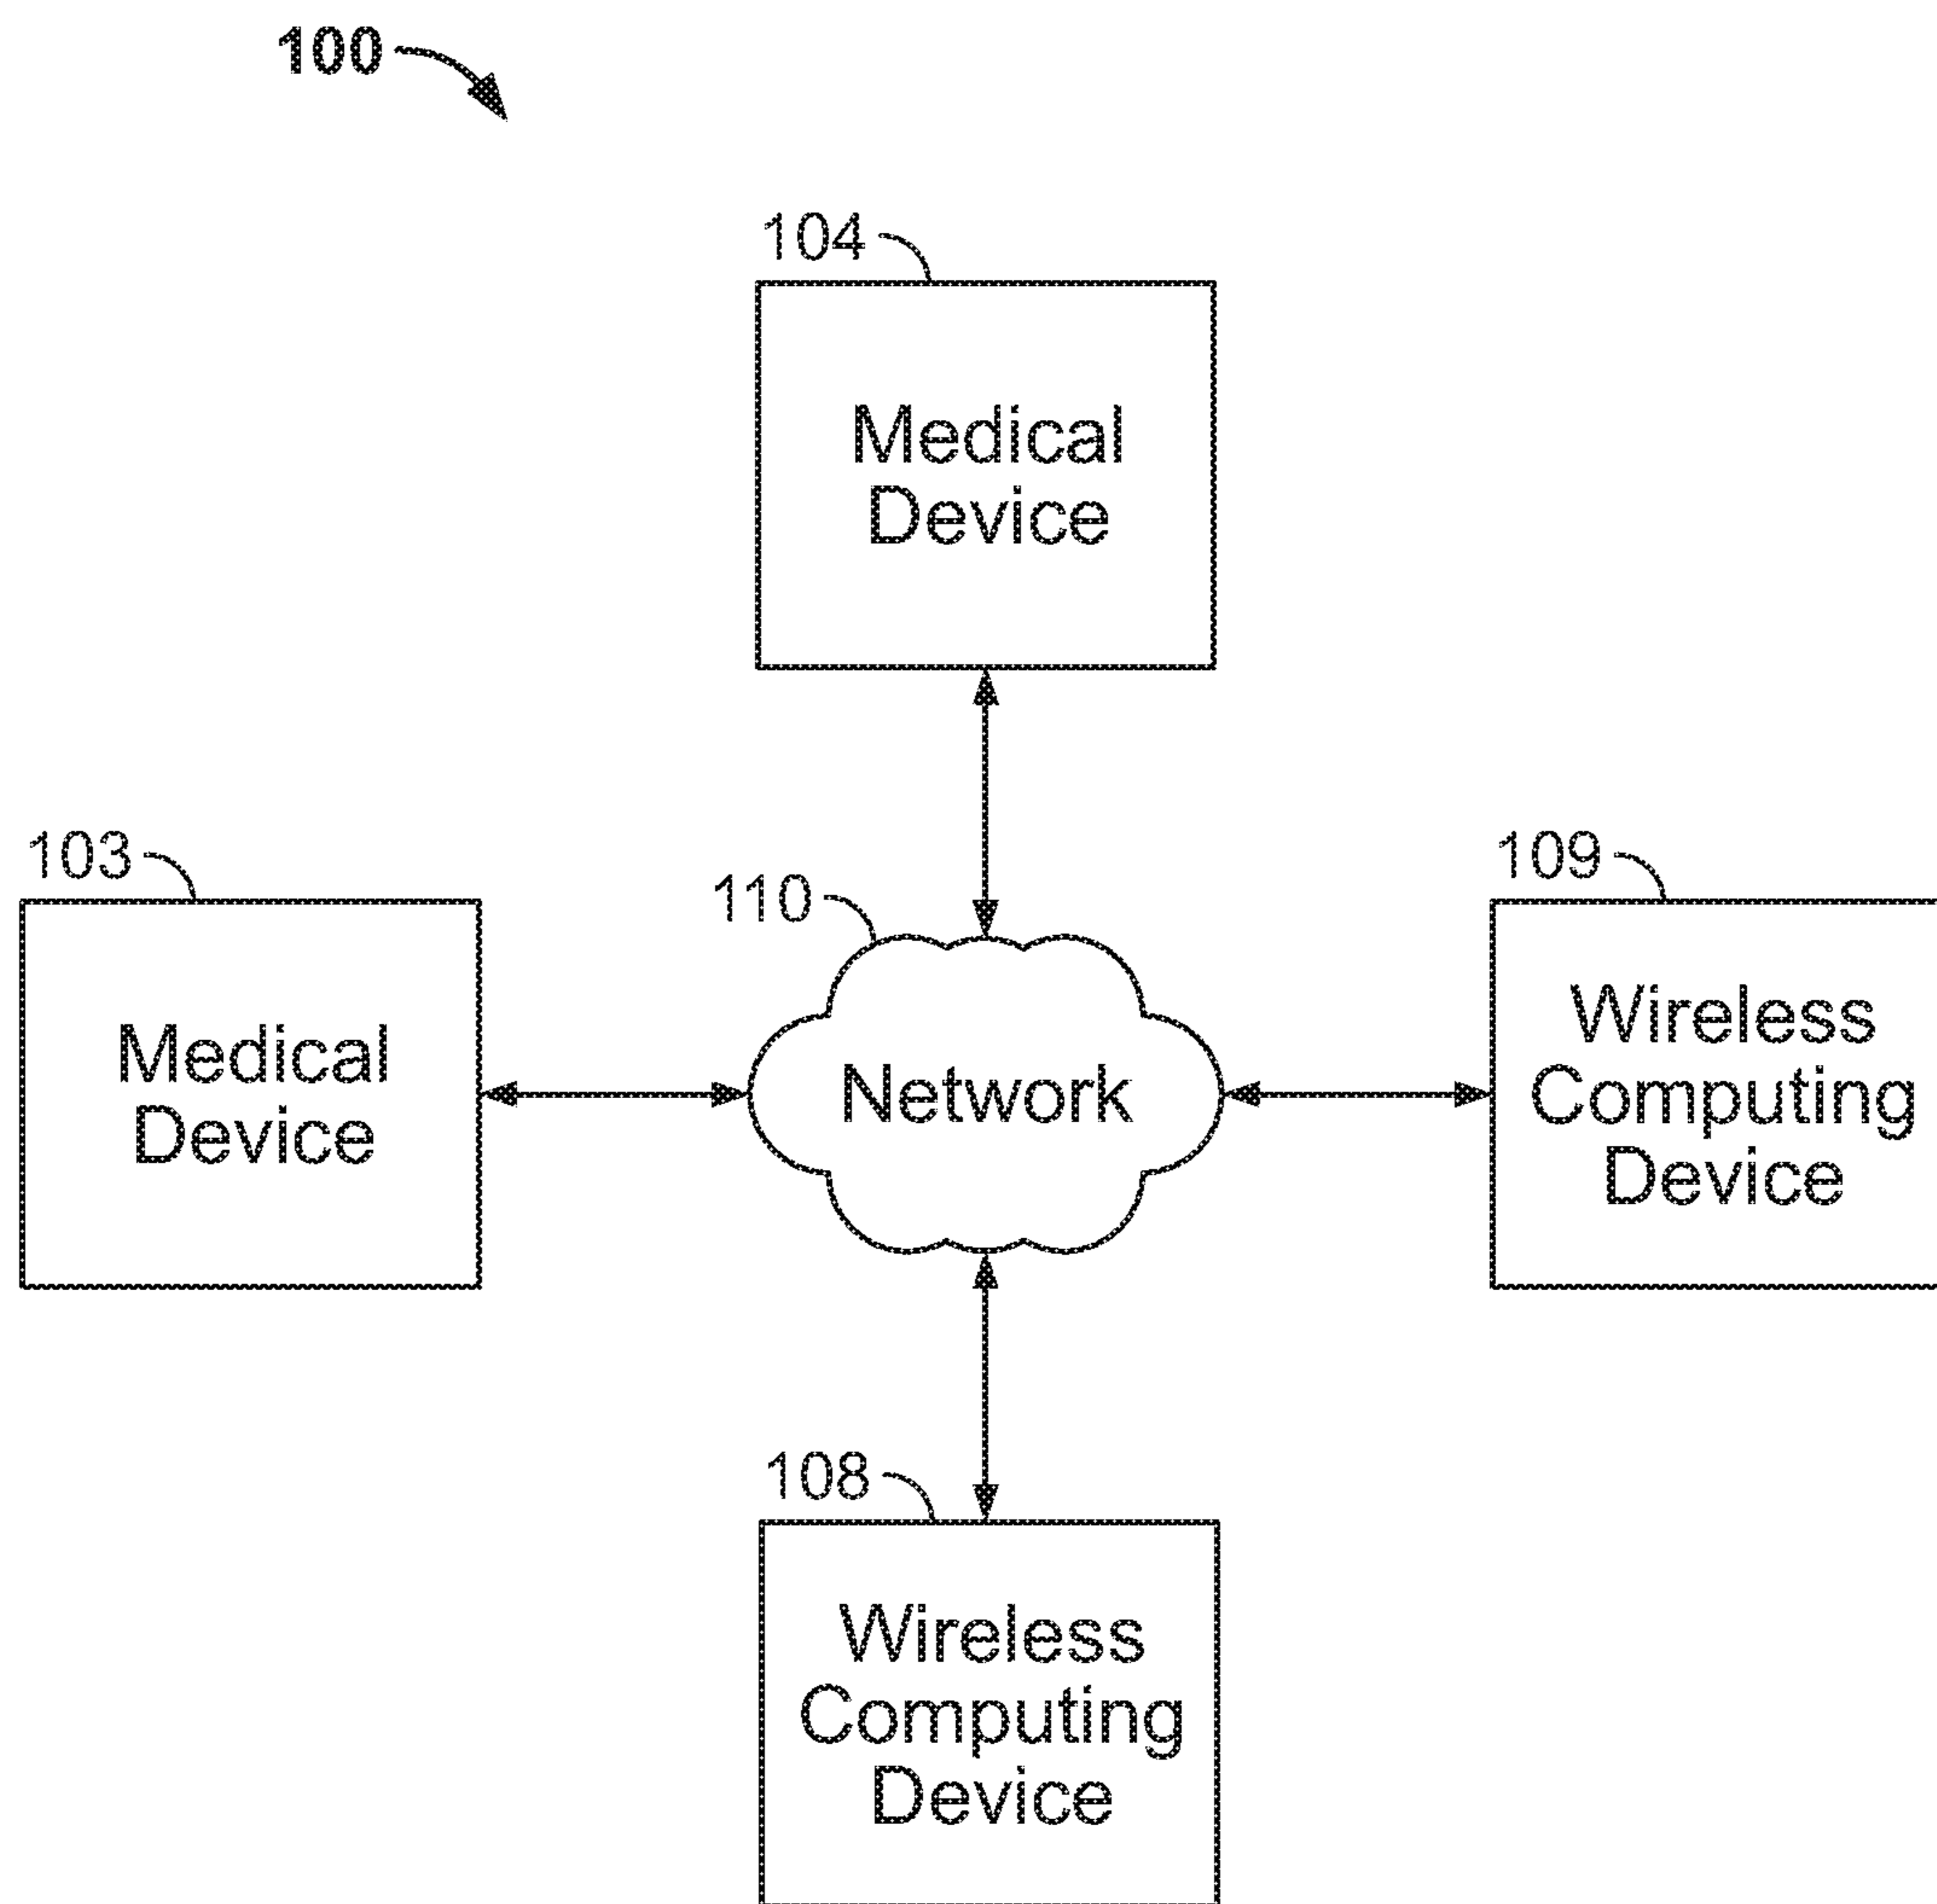 100
104
Medical
Device
103
Medical
Device
110
Network
109
Wireless
Computing
Device
108
Wireless
Computing
Device